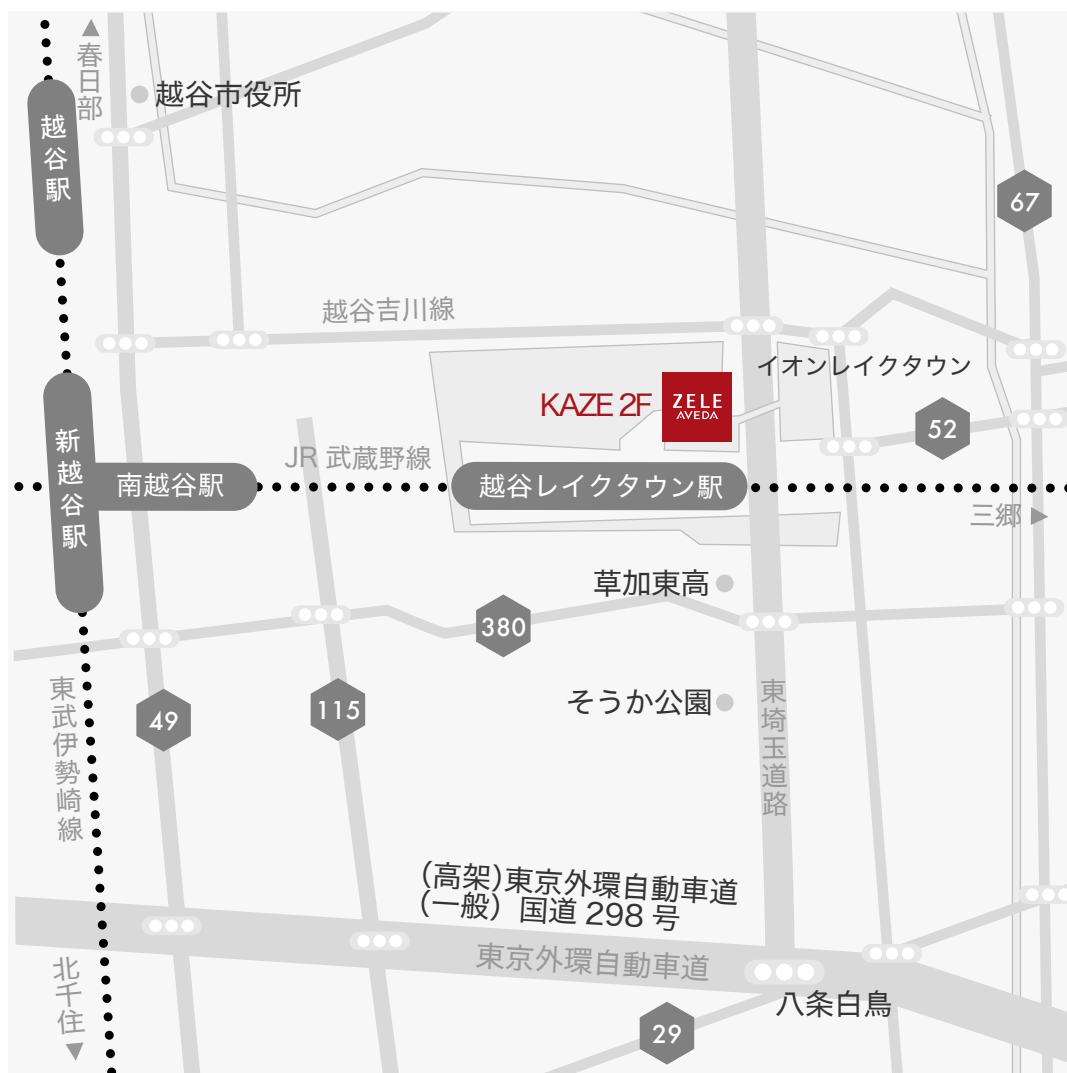 ▲春日部
越谷市役所
越谷駅
67
越谷吉川線
イオンレイクタウン
KAZE 2F
ZELE
AVEDA
52
新越谷駅
南越谷駅
JR 武蔵野線
越谷レイクタウン駅
三郷 ▶
草加東高
380
そうか公園
49
115
東武伊勢崎線
東埼玉道路
(高架)東京外環自動車道
(一般) 国道 298 号
東京外環自動車道
北千住▼
八条白鳥
29